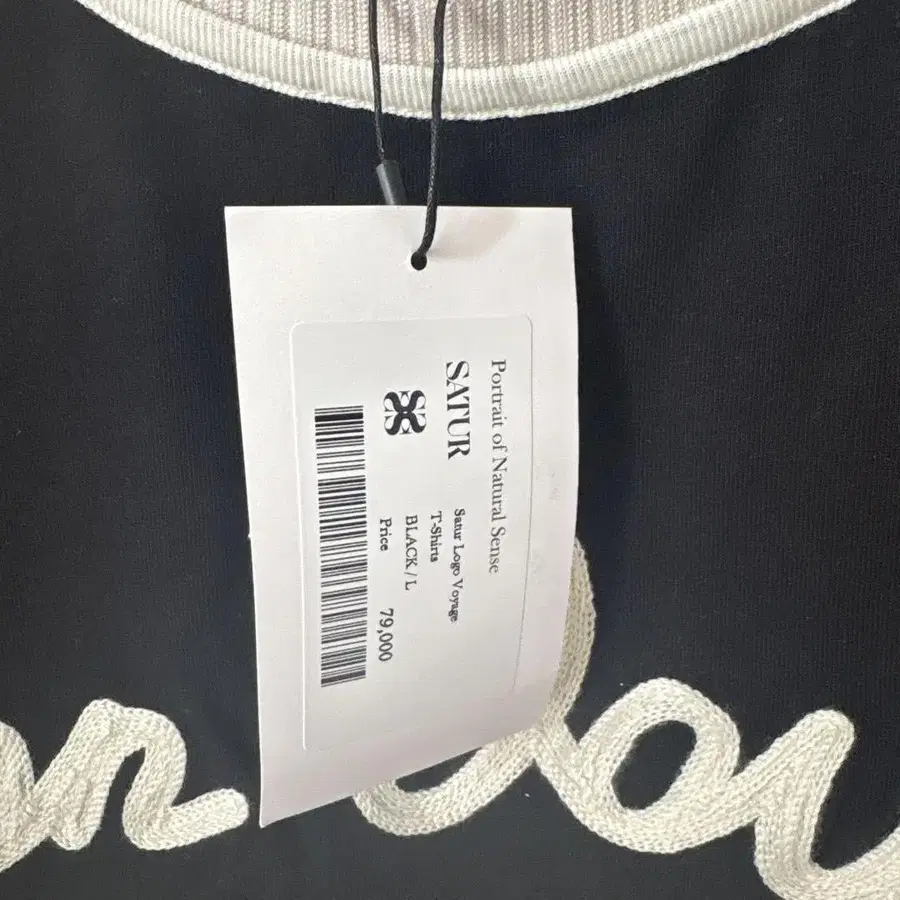 Portrait of Natural Sense
SATUR
Satur Logo Voyage
T-Shirts
BLACK / L
Price 79,000